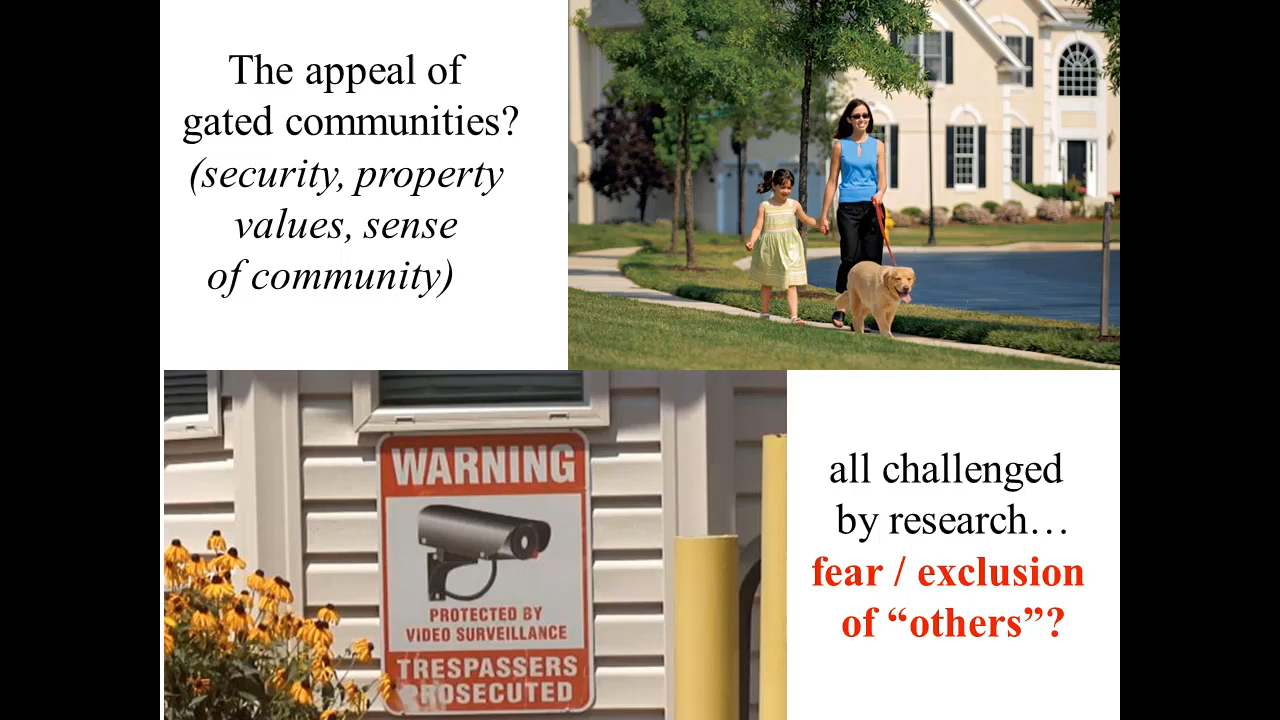 The appeal of
gated communities?
(security, property
values, sense
of community)
WARNING
PROTECTED BY
VIDEO SURVEILLANCE
TRESPASSERS
PROSECUTED
all challenged
by research…
fear / exclusion
of “others”?